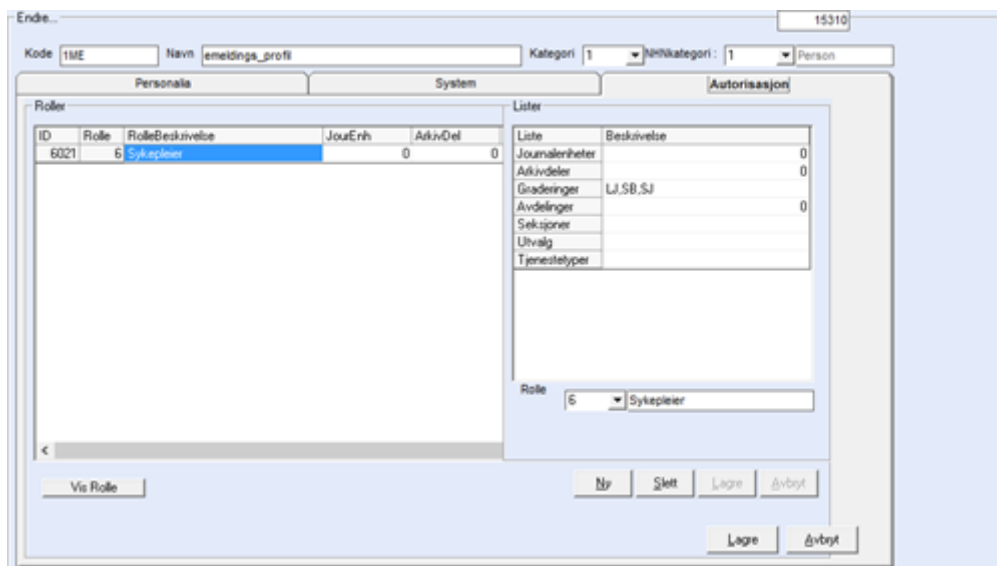 Endre...
15310
Kode 1ME Navn emeldings_profil Kategori 1 NHNkategori : 1 Person
Personalia System Autorisasjon
Roller Lister
ID Rolle RolleBeskrivelse JourEnh ArkivDel
6021 6 Sykepleier 0 0
Liste Beskrivelse
Journalenheter 0
Arkivdeler 0
Graderinger LJ,SB,SJ
Avdelinger 0
Seksjoner
Utvalg
Tjenestetyper
Rolle 6 Sykepleier
Vis Rolle Ny Slett Lagre Avbryt
Lagre Avbryt